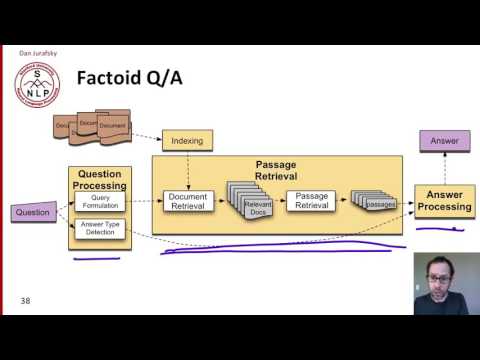 Dan Jurafsky
Factoid Q/A
S
NLP
Document
Document
Document
Indexing
Answer
Passage
Retrieval
Question
Processing
Query
Formulation
Answer Type
Detection
Question
Document
Retrieval
Relevant
Docs
Passage
Retrieval
passages
Answer
Processing
38